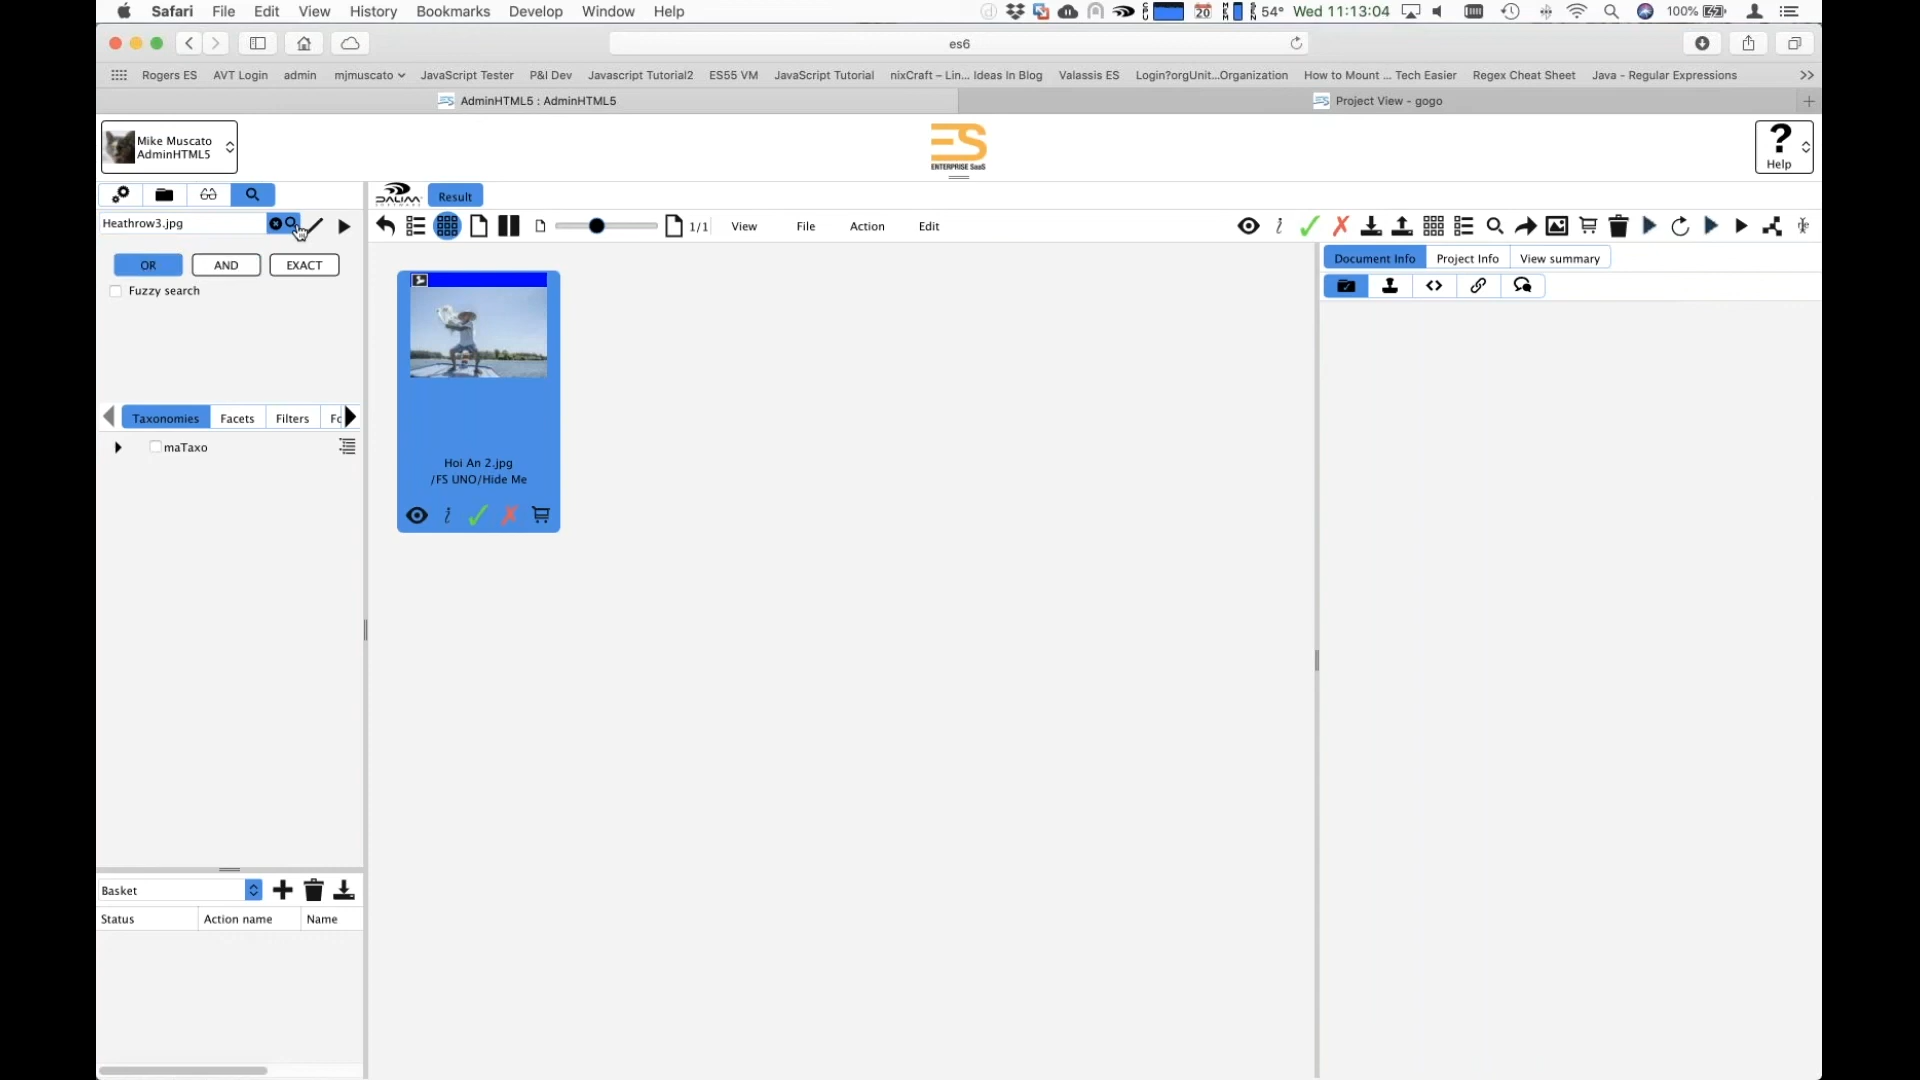 Safari File Edit View History Bookmarks Develop Window Help 20 54° Wed 11:13:04 100%
es6
Rogers ES AVT Login admin mjmuscato JavaScript Tester P&I Dev Javascript Tutorial2 ES55 VM JavaScript Tutorial nixCraft – Lin... Ideas In Blog Valassis ES Login?orgUnit...Organization How to Mount ... Tech Easier Regex Cheat Sheet Java - Regular Expressions
AdminHTML5 : AdminHTML5 Project View - gogo
Mike Muscato
AdminHTML5
ES
ENTERPRISE SaaS
?
Help
DALIM
SOFTWARE
Result
Heathrow3.jpg
1/1 View File Action Edit
OR AND EXACT
Fuzzy search
Document Info Project Info View summary
Taxonomies Facets Filters Fc
maTaxo
Hoi An 2.jpg
/FS UNO/Hide Me
Basket
Status Action name Name